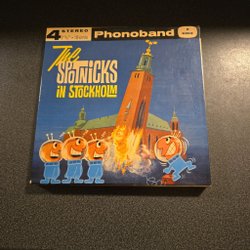 4 STEREO Phonoband
The
SPOTNICKS
IN STOCKHOLM